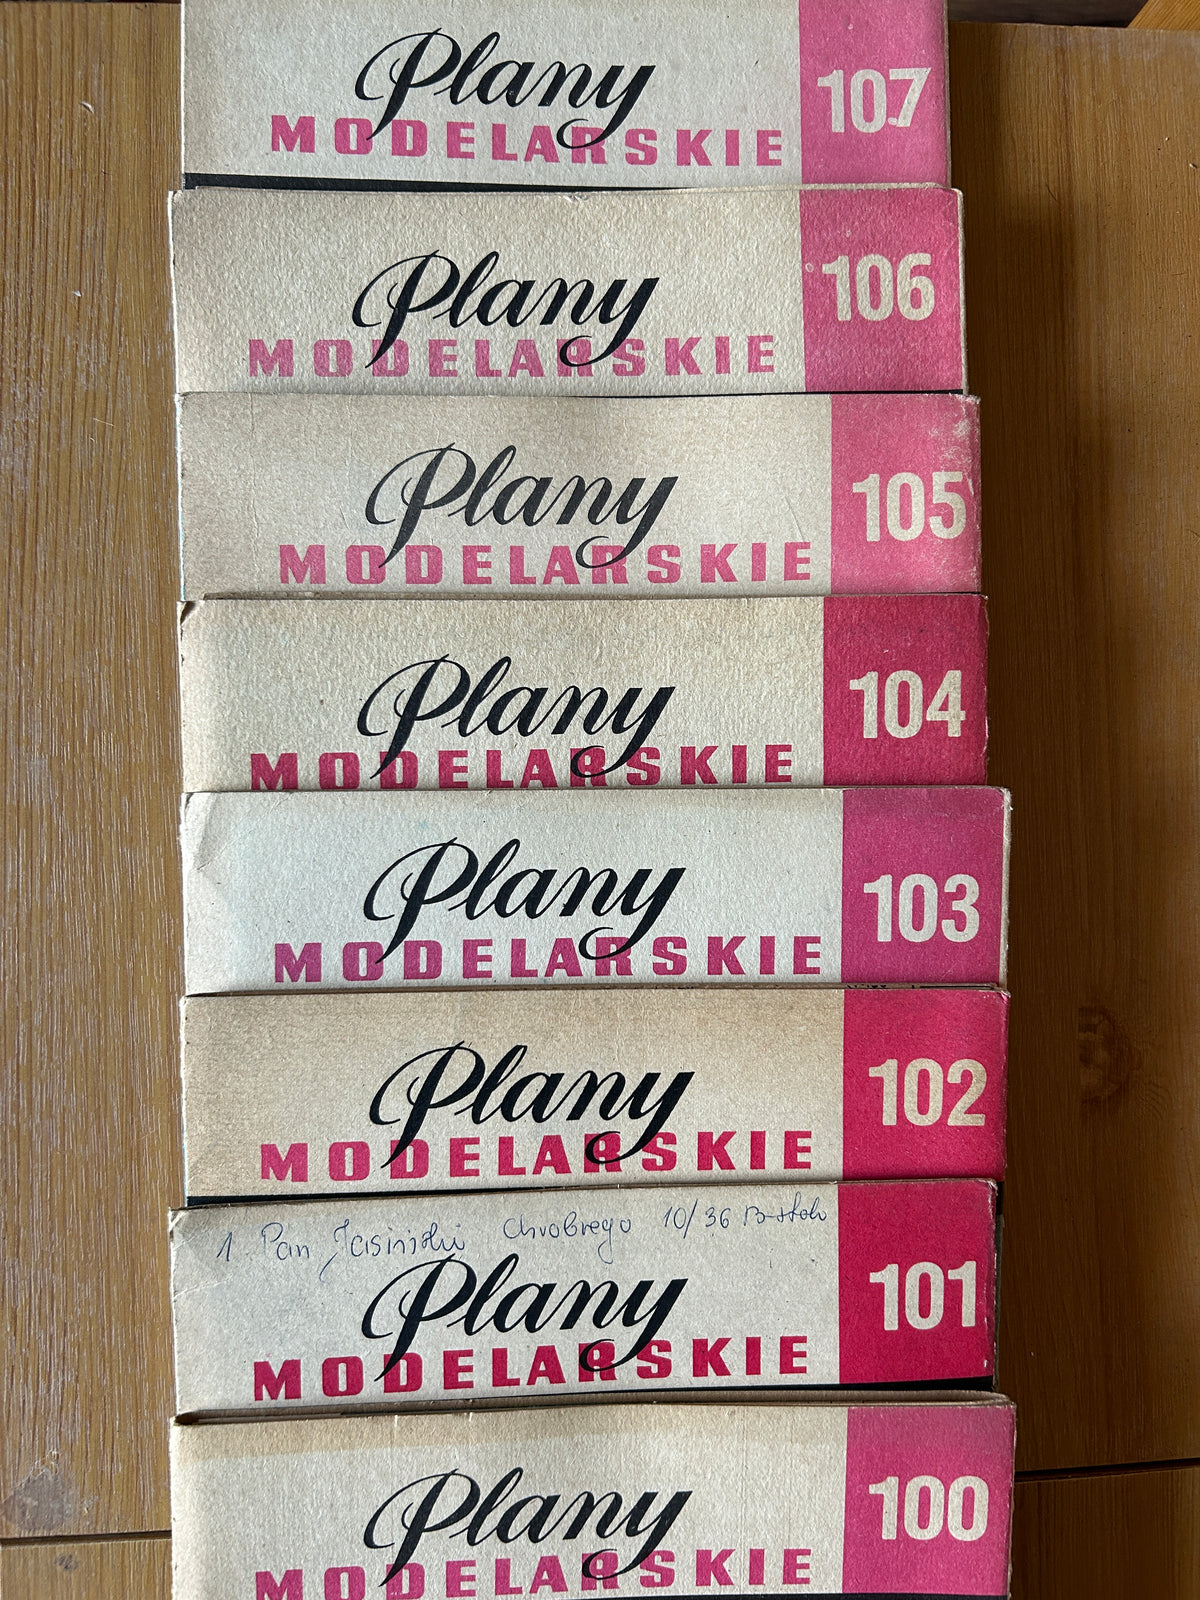 Plany 107
MODELARSKIE
Plany 106
MODELARSKIE
Plany 105
MODELARSKIE
Plany 104
MODELARSKIE
Plany 103
MODELARSKIE
Plany 102
MODELARSKIE
1. Pan Jasiński Chrobrego 10/36 B-stok
Plany 101
MODELARSKIE
Plany 100
MODELARSKIE